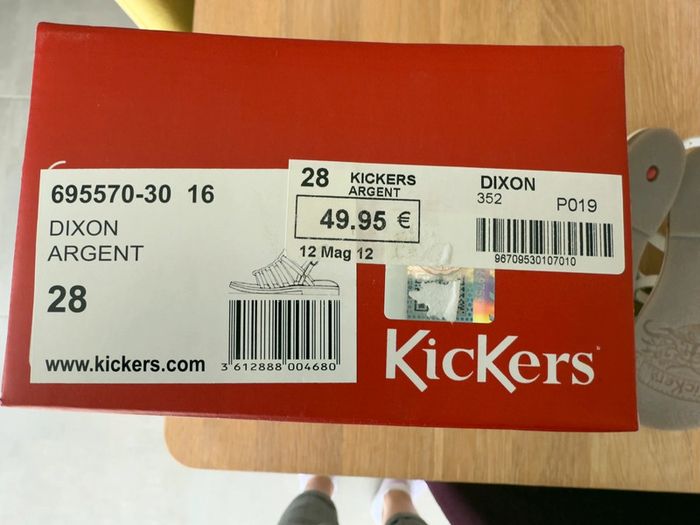 695570-30 16
DIXON
ARGENT
28
www.kickers.com
3 612888 004680
28 KICKERS
ARGENT
49.95 €
12 Mag 12
DIXON
352
P019
96709530107010
KicKers